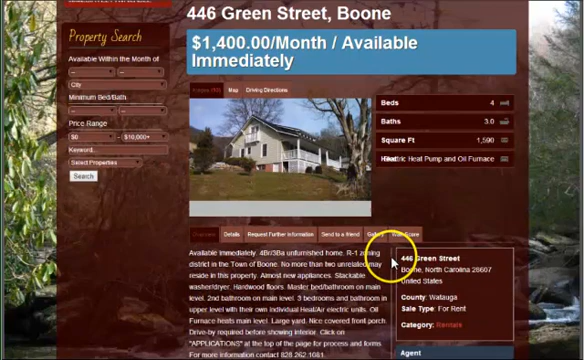 446 Green Street, Boone
$1,400.00/Month / Available
Immediately
Property Search
Available Within the Month of
--
--
City
Minimum Bed/Bath
--
--
Price Range
$0
- $10,000+
Keyword...
Select Properties
Search
Map
Driving Directions
Beds 4
Baths 3.0
Square Ft 1,590
Electric Heat Pump and Oil Furnace
Overview
Details
Request Further Information
Send to a friend
Gallery
Walk Score
Available immediately. 4Br/3Ba unfurnished home. R-1 zoning
district in the Town of Boone. No more than two unrelated may
reside in this property. Almost new appliances. Stackable
washer/dryer. Hardwood floors. Master bed/bathroom on main
level. 2nd bathroom on main level. 3 bedrooms and bathroom in
upper level with their own individual Heat/Air electric units. Oil
Furnace heats main level. Large yard. Nice covered front porch.
Drive-by required before showing interior. Click on
"APPLICATIONS" at the top of the page for process and forms
For more information contact 828 262 1081.
446 Green Street
Boone, North Carolina 28607
United States
County: Watauga
Sale Type: For Rent
Category: Rentals
Agent